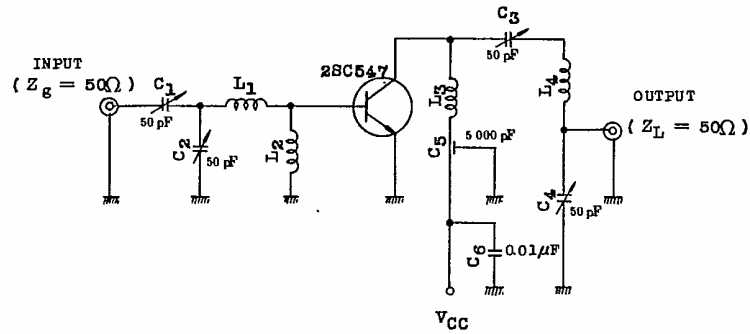 INPUT
( Zg = 50Ω )
C1
50 pF
C2
50 pF
L1
L2
2SC547
C3
50 pF
L3
L4
C5
5 000 pF
OUTPUT
( ZL = 50Ω )
C4
50 pF
C6
0.01μF
VCC